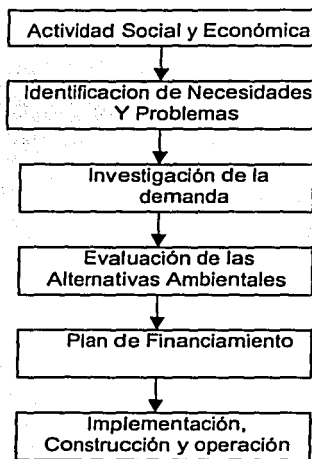 Actividad Social y Económica
Identificacion de Necesidades
Y Problemas
Investigación de la
demanda
Evaluación de las
Alternativas Ambientales
Plan de Financiamiento
Implementación,
Construcción y operación